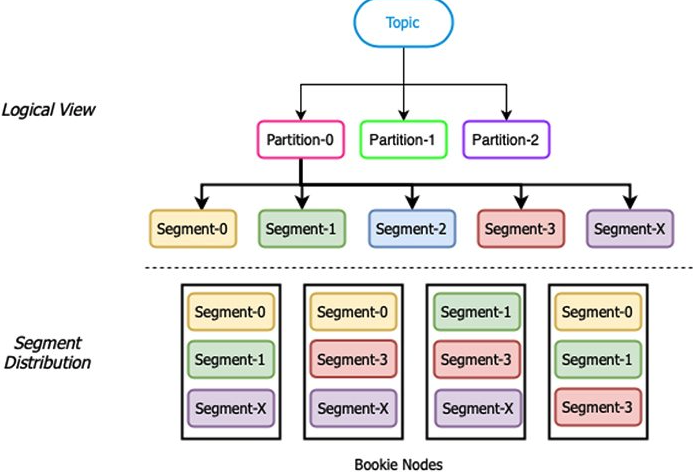 Topic
Logical View
Partition-0
Partition-1
Partition-2
Segment-0
Segment-1
Segment-2
Segment-3
Segment-X
Segment
Distribution
Segment-0
Segment-1
Segment-X
Segment-0
Segment-3
Segment-X
Segment-1
Segment-3
Segment-X
Segment-0
Segment-1
Segment-3
Bookie Nodes